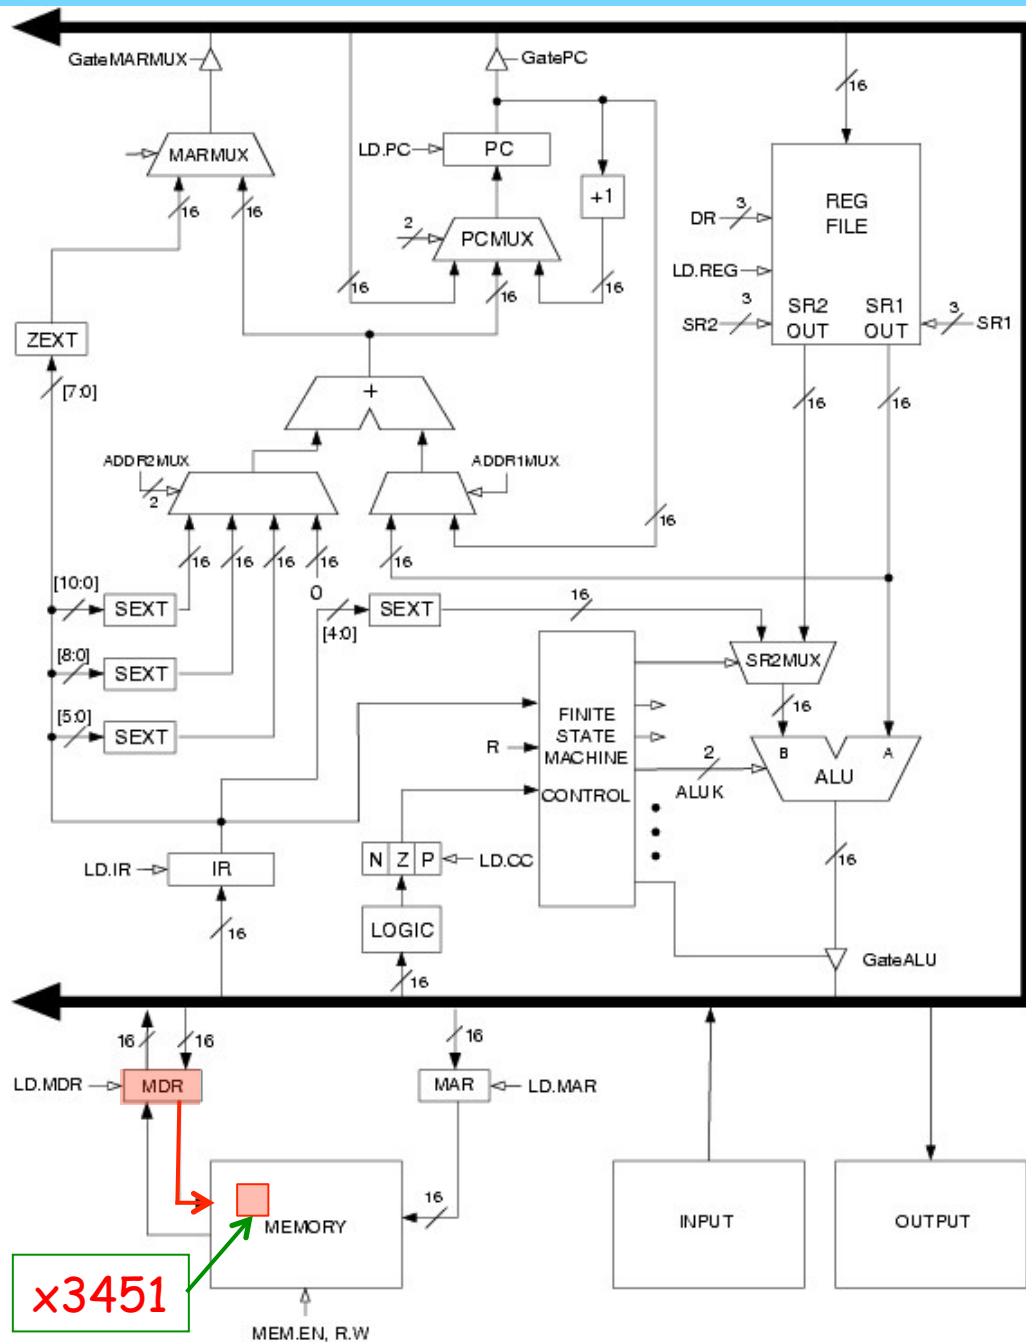 GateMARMUX
GatePC
16
MARMUX
LD.PC
PC
+1
REG
FILE
16
16
2
PCMUX
3
DR
LD.REG
16
16
16
3
SR2
SR2
OUT
SR1
OUT
3
SR1
ZEXT
[7:0]
+
16
16
ADDR2MUX
2
ADDR1MUX
16
16
16
16
16
16
[10:0]
SEXT
0
[4:0]
SEXT
16
[8:0]
SEXT
SR2MUX
[5:0]
SEXT
16
FINITE
STATE
MACHINE
CONTROL
R
2
ALUK
B
A
ALU
LD.IR
IR
N Z P
LD.CC
16
16
LOGIC
16
GateALU
16
16
16
LD.MDR
MDR
MAR
LD.MAR
16
MEMORY
INPUT
OUTPUT
x3451
MEM.EN, R.W